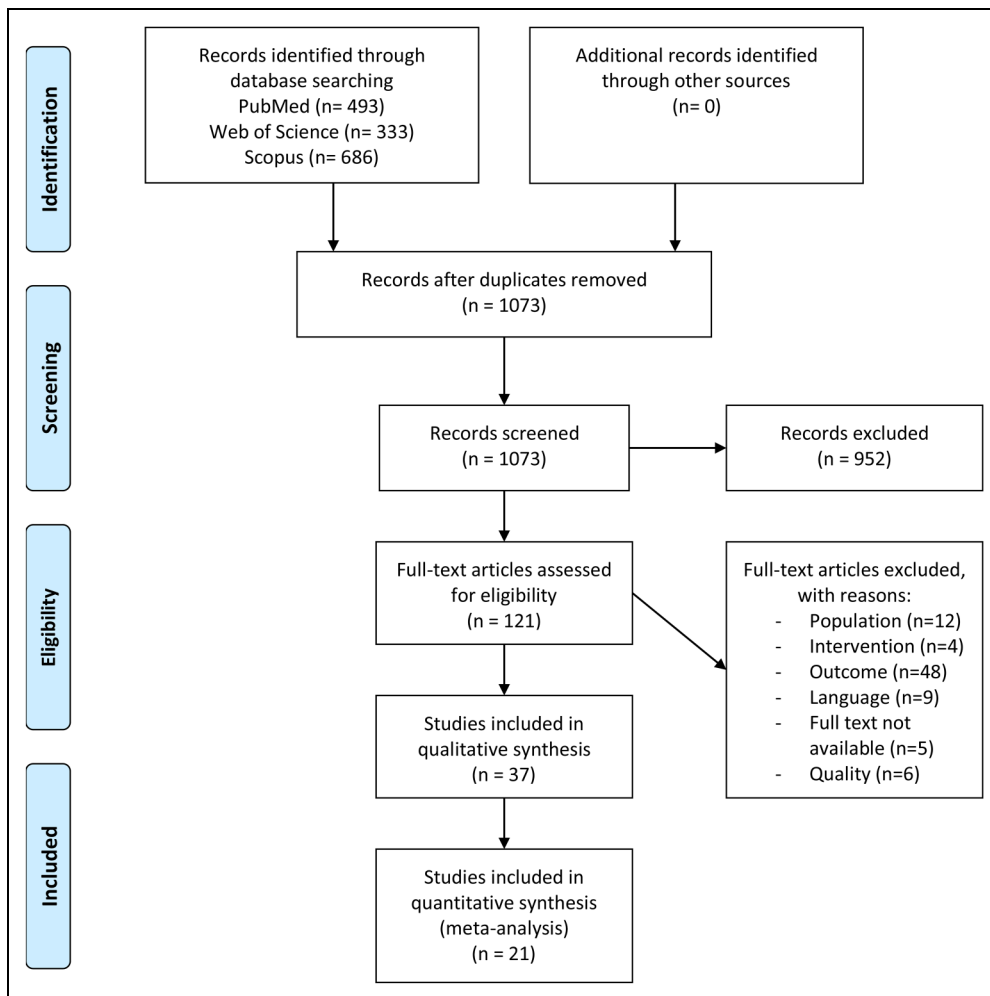 Identification
Records identified through
database searching
PubMed (n= 493)
Web of Science (n= 333)
Scopus (n= 686)
Additional records identified
through other sources
(n= 0)
Screening
Records after duplicates removed
(n = 1073)
Records screened
(n = 1073)
Records excluded
(n = 952)
Eligibility
Full-text articles assessed
for eligibility
(n = 121)
Full-text articles excluded,
with reasons:
- Population (n=12)
- Intervention (n=4)
- Outcome (n=48)
- Language (n=9)
- Full text not
available (n=5)
- Quality (n=6)
Studies included in
qualitative synthesis
(n = 37)
Included
Studies included in
quantitative synthesis
(meta-analysis)
(n = 21)